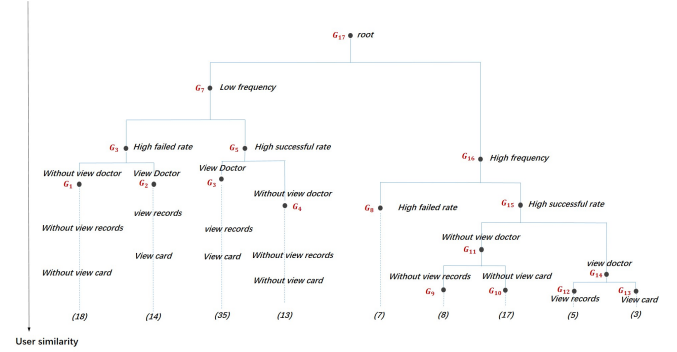 G17 root
G7 Low frequency
G3 High failed rate
G5 High successful rate
G16 High frequency
Without view doctor
G1
View Doctor
G2
View Doctor
G3
Without view doctor
G4
G8 High failed rate
G15 High successful rate
Without view records
view records
view records
Without view doctor
G11
Without view card
View card
View card
Without view records
Without view card
view doctor
G14
Without view records
G9
Without view card
G10
G12
View records
G13
View card
(18)
(14)
(35)
(13)
(7)
(8)
(17)
(5)
(3)
User similarity